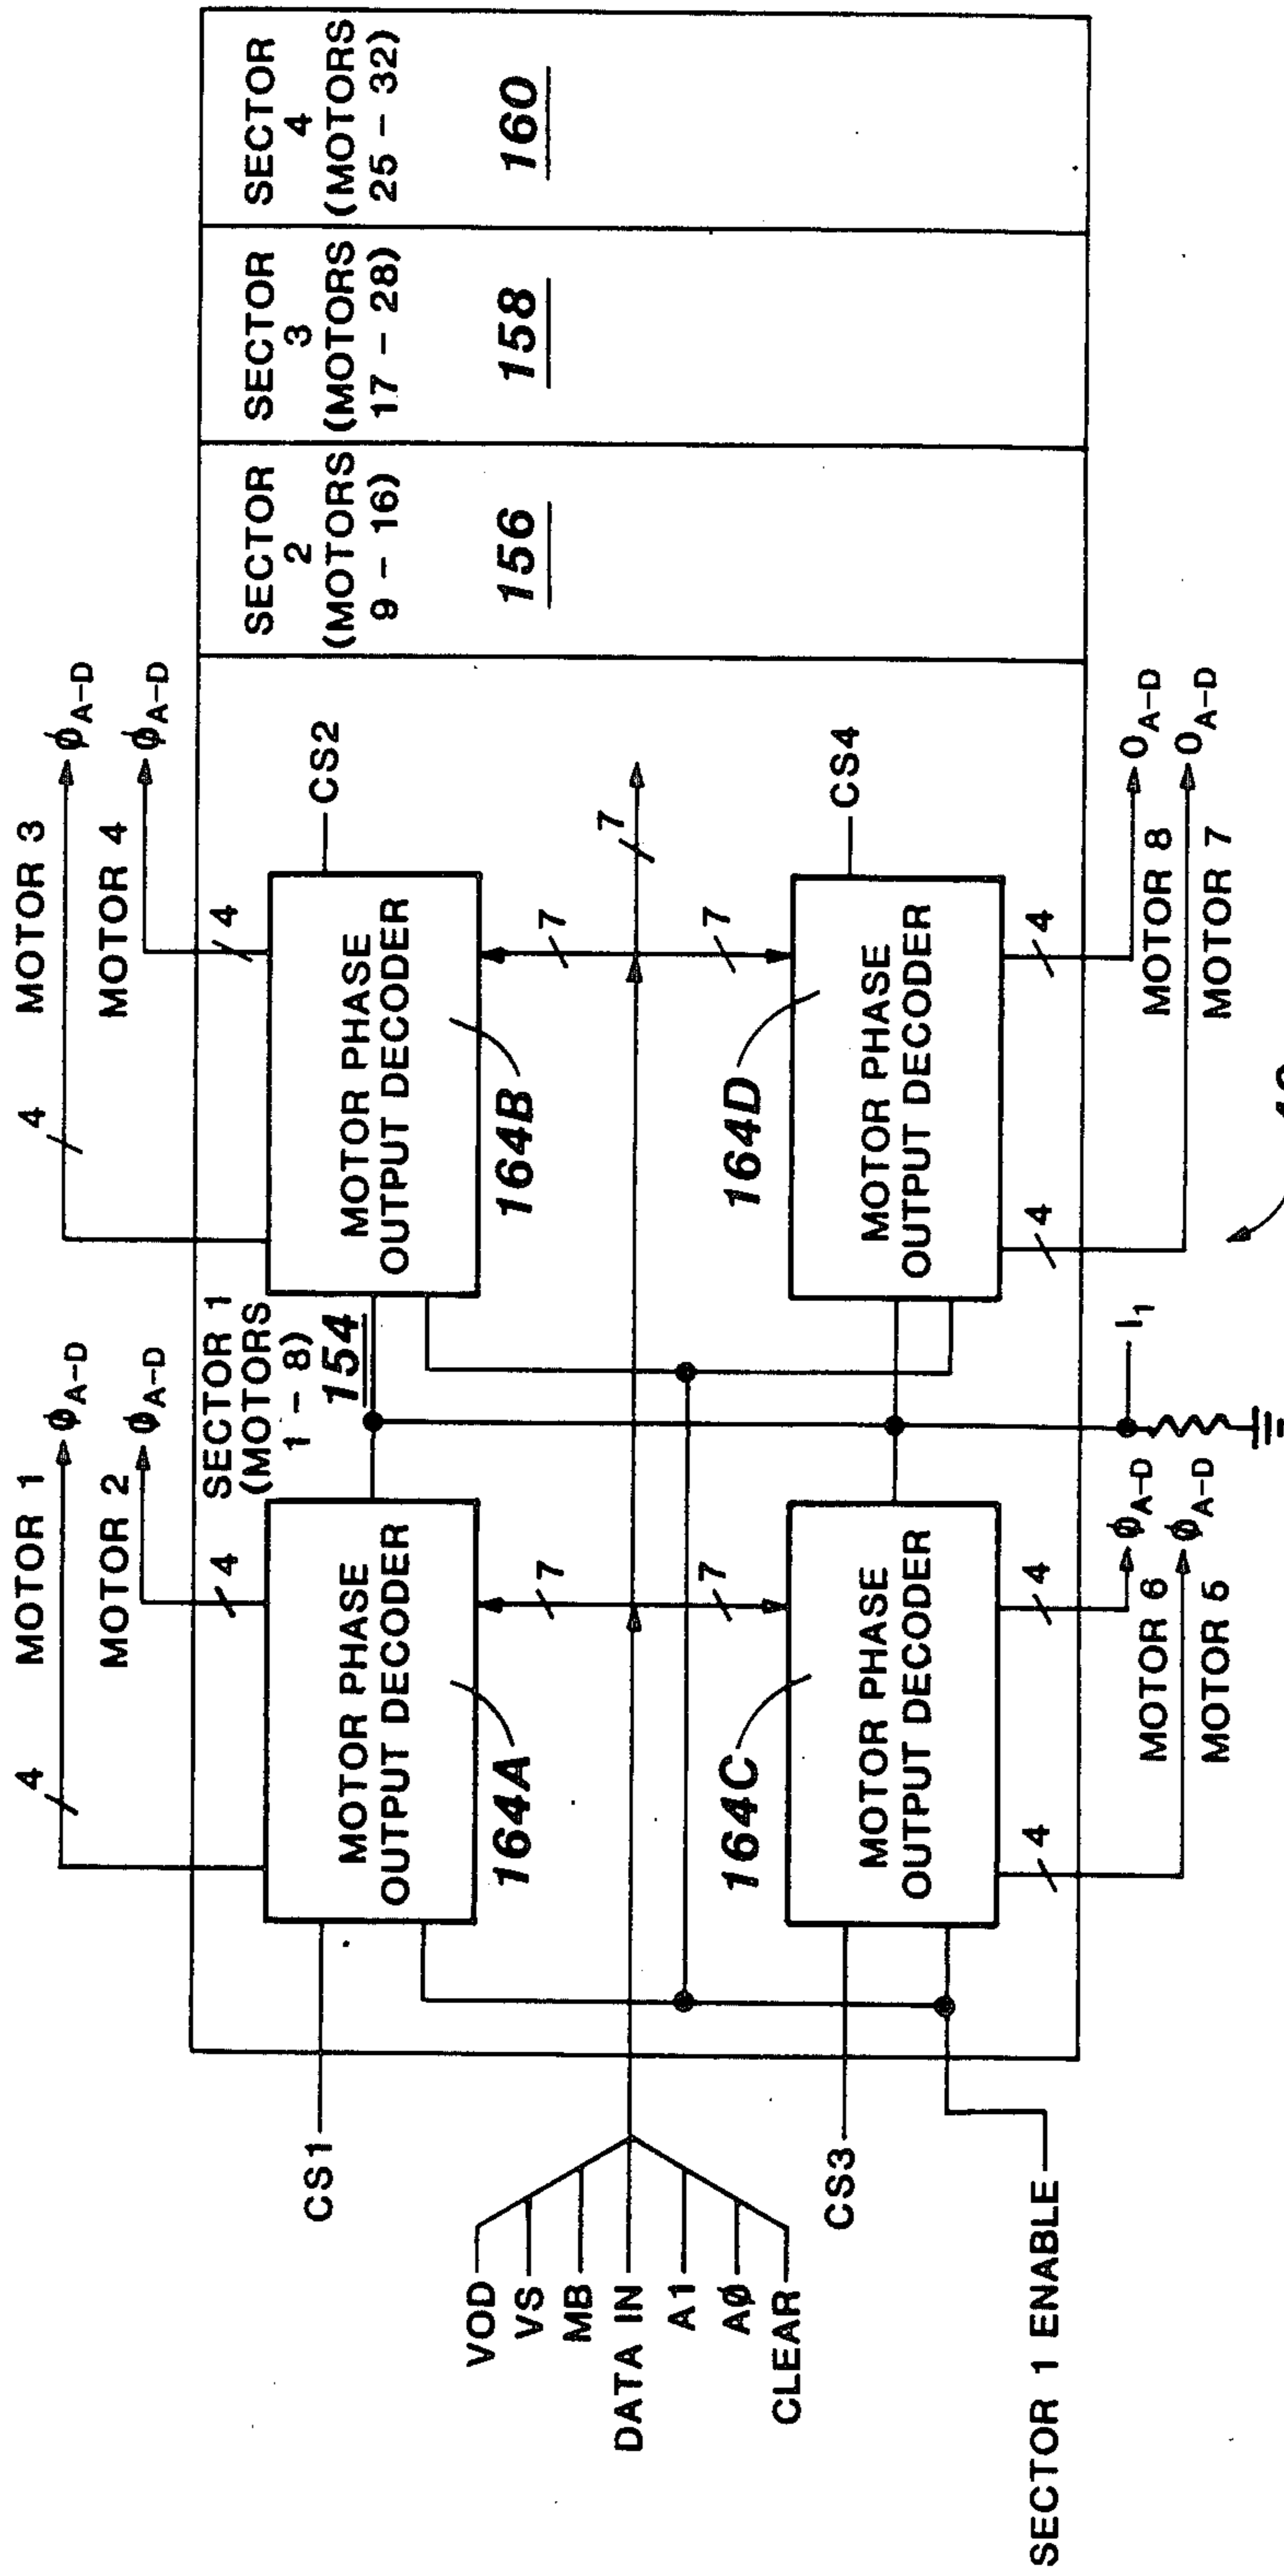 MOTOR 1
4
ϕA-D
MOTOR 2
4
ϕA-D
MOTOR 3
4
ϕA-D
MOTOR 4
4
ϕA-D
SECTOR 1
(MOTORS
1 - 8)
154
SECTOR
2
(MOTORS
9 - 16)
156
SECTOR
3
(MOTORS
17 - 28)
158
SECTOR
4
(MOTORS
25 - 32)
160
CS1
MOTOR PHASE
OUTPUT DECODER
164A
MOTOR PHASE
OUTPUT DECODER
164B
CS2
VOD
VS
MB
DATA IN
A1
AϕCLEAR
7
7
7
7
7
CS3
MOTOR PHASE
OUTPUT DECODER
164C
MOTOR PHASE
OUTPUT DECODER
164D
CS4
SECTOR 1 ENABLE
4
4
ϕA-D
MOTOR 6
ϕA-D
MOTOR 5
I1
4
4
0A-D
MOTOR 8
0A-D
MOTOR 7